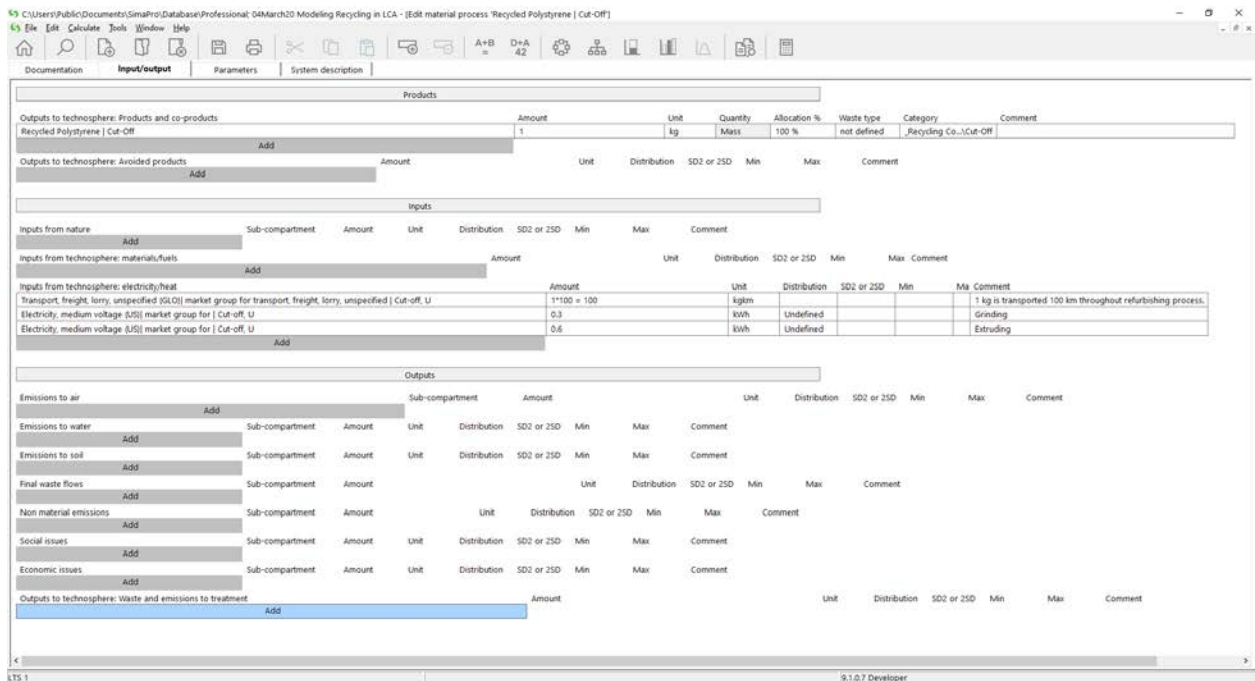 C:\Users\Public\Documents\SimaPro\Database\Professional; 04March20 Modeling Recycling in LCA - [Edit material process 'Recycled Polystyrene | Cut-Off']
File Edit Calculate Tools Window Help
A+B = D+A 42
Documentation Input/output Parameters System description
Products
Outputs to technosphere: Products and co-products Amount Unit Quantity Allocation % Waste type Category Comment
Recycled Polystyrene | Cut-Off 1 kg Mass 100 % not defined _Recycling Co...\Cut-Off
Add
Outputs to technosphere: Avoided products Amount Unit Distribution SD2 or 2SD Min Max Comment
Add
Inputs
Inputs from nature Sub-compartment Amount Unit Distribution SD2 or 2SD Min Max Comment
Add
Inputs from technosphere: materials/fuels Amount Unit Distribution SD2 or 2SD Min Max Comment
Add
Inputs from technosphere: electricity/heat Amount Unit Distribution SD2 or 2SD Min Ma Comment
Transport, freight, lorry, unspecified {GLO}| market group for transport, freight, lorry, unspecified | Cut-off, U 1*100 = 100 kgkm 1 kg is transported 100 km throughout refurbishing process.
Electricity, medium voltage {US}| market group for | Cut-off, U 0.3 kWh Undefined Grinding
Electricity, medium voltage {US}| market group for | Cut-off, U 0.6 kWh Undefined Extruding
Add
Outputs
Emissions to air Sub-compartment Amount Unit Distribution SD2 or 2SD Min Max Comment
Add
Emissions to water Sub-compartment Amount Unit Distribution SD2 or 2SD Min Max Comment
Add
Emissions to soil Sub-compartment Amount Unit Distribution SD2 or 2SD Min Max Comment
Add
Final waste flows Sub-compartment Amount Unit Distribution SD2 or 2SD Min Max Comment
Add
Non material emissions Sub-compartment Amount Unit Distribution SD2 or 2SD Min Max Comment
Add
Social issues Sub-compartment Amount Unit Distribution SD2 or 2SD Min Max Comment
Add
Economic issues Sub-compartment Amount Unit Distribution SD2 or 2SD Min Max Comment
Add
Outputs to technosphere: Waste and emissions to treatment Amount Unit Distribution SD2 or 2SD Min Max Comment
Add
LTS 1 9.1.0.7 Developer